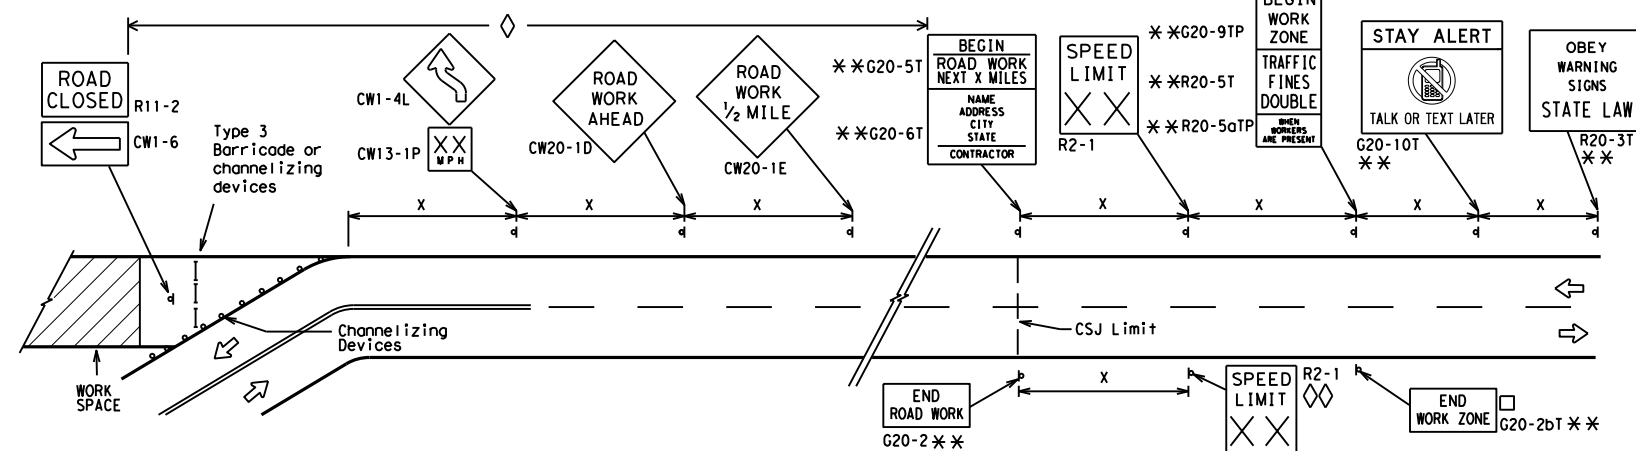 ROAD
CLOSED
R11-2
CW1-6
Type 3
Barricade or
channelizing
devices
CW1-4L
XX
MPH
CW13-1P
ROAD
WORK
AHEAD
CW20-1D
ROAD
WORK
½ MILE
CW20-1E
**G20-5T
**G20-6T
BEGIN
ROAD WORK
NEXT X MILES
NAME
ADDRESS
CITY
STATE
CONTRACTOR
SPEED
LIMIT
XX
R2-1
**G20-9TP
**R20-5T
**R20-5aTP
BEGIN
WORK
ZONE
TRAFFIC
FINES
DOUBLE
WHEN
WORKERS
ARE PRESENT
STAY ALERT
TALK OR TEXT LATER
G20-10T
**
OBEY
WARNING
SIGNS
STATE LAW
R20-3T
**
X
X
X
X
X
X
X
Channelizing
Devices
WORK
SPACE
CSJ Limit
X
END
ROAD WORK
G20-2 **
SPEED
LIMIT
XX
R2-1
END
WORK ZONE
G20-2bT **